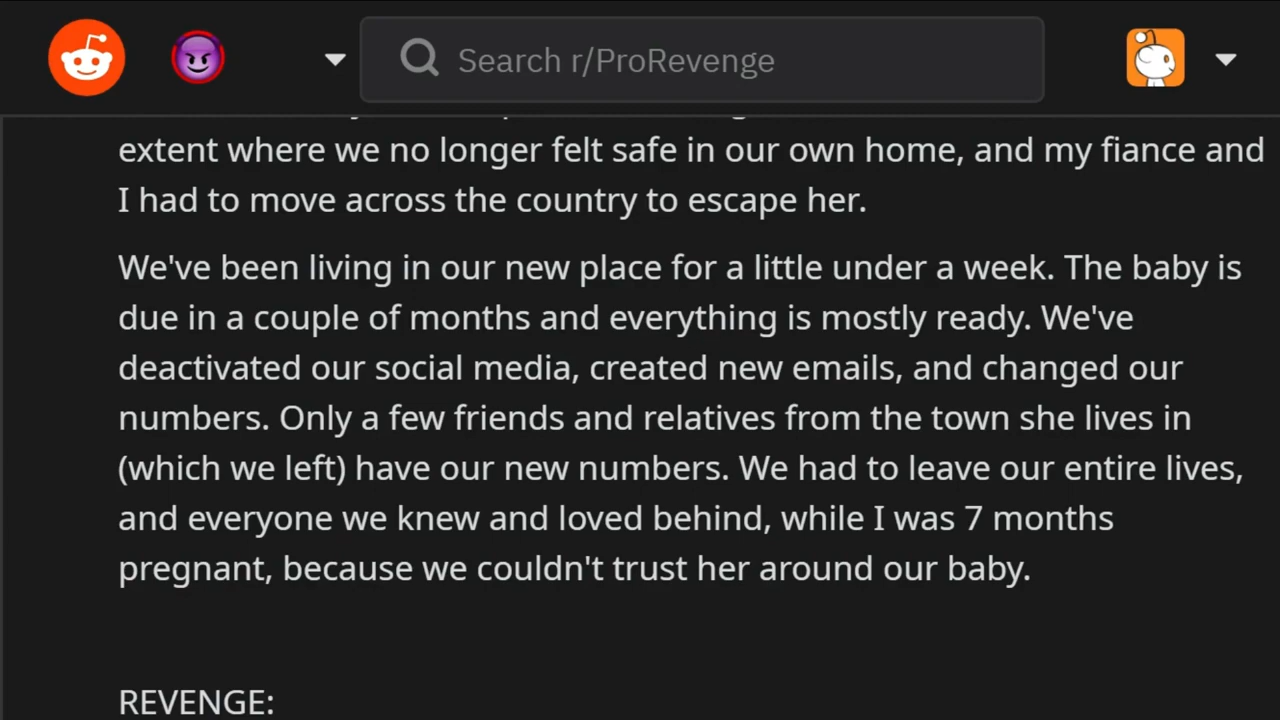 Search r/ProRevenge
extent where we no longer felt safe in our own home, and my fiance and
I had to move across the country to escape her.
We've been living in our new place for a little under a week. The baby is
due in a couple of months and everything is mostly ready. We've
deactivated our social media, created new emails, and changed our
numbers. Only a few friends and relatives from the town she lives in
(which we left) have our new numbers. We had to leave our entire lives,
and everyone we knew and loved behind, while I was 7 months
pregnant, because we couldn't trust her around our baby.
REVENGE: